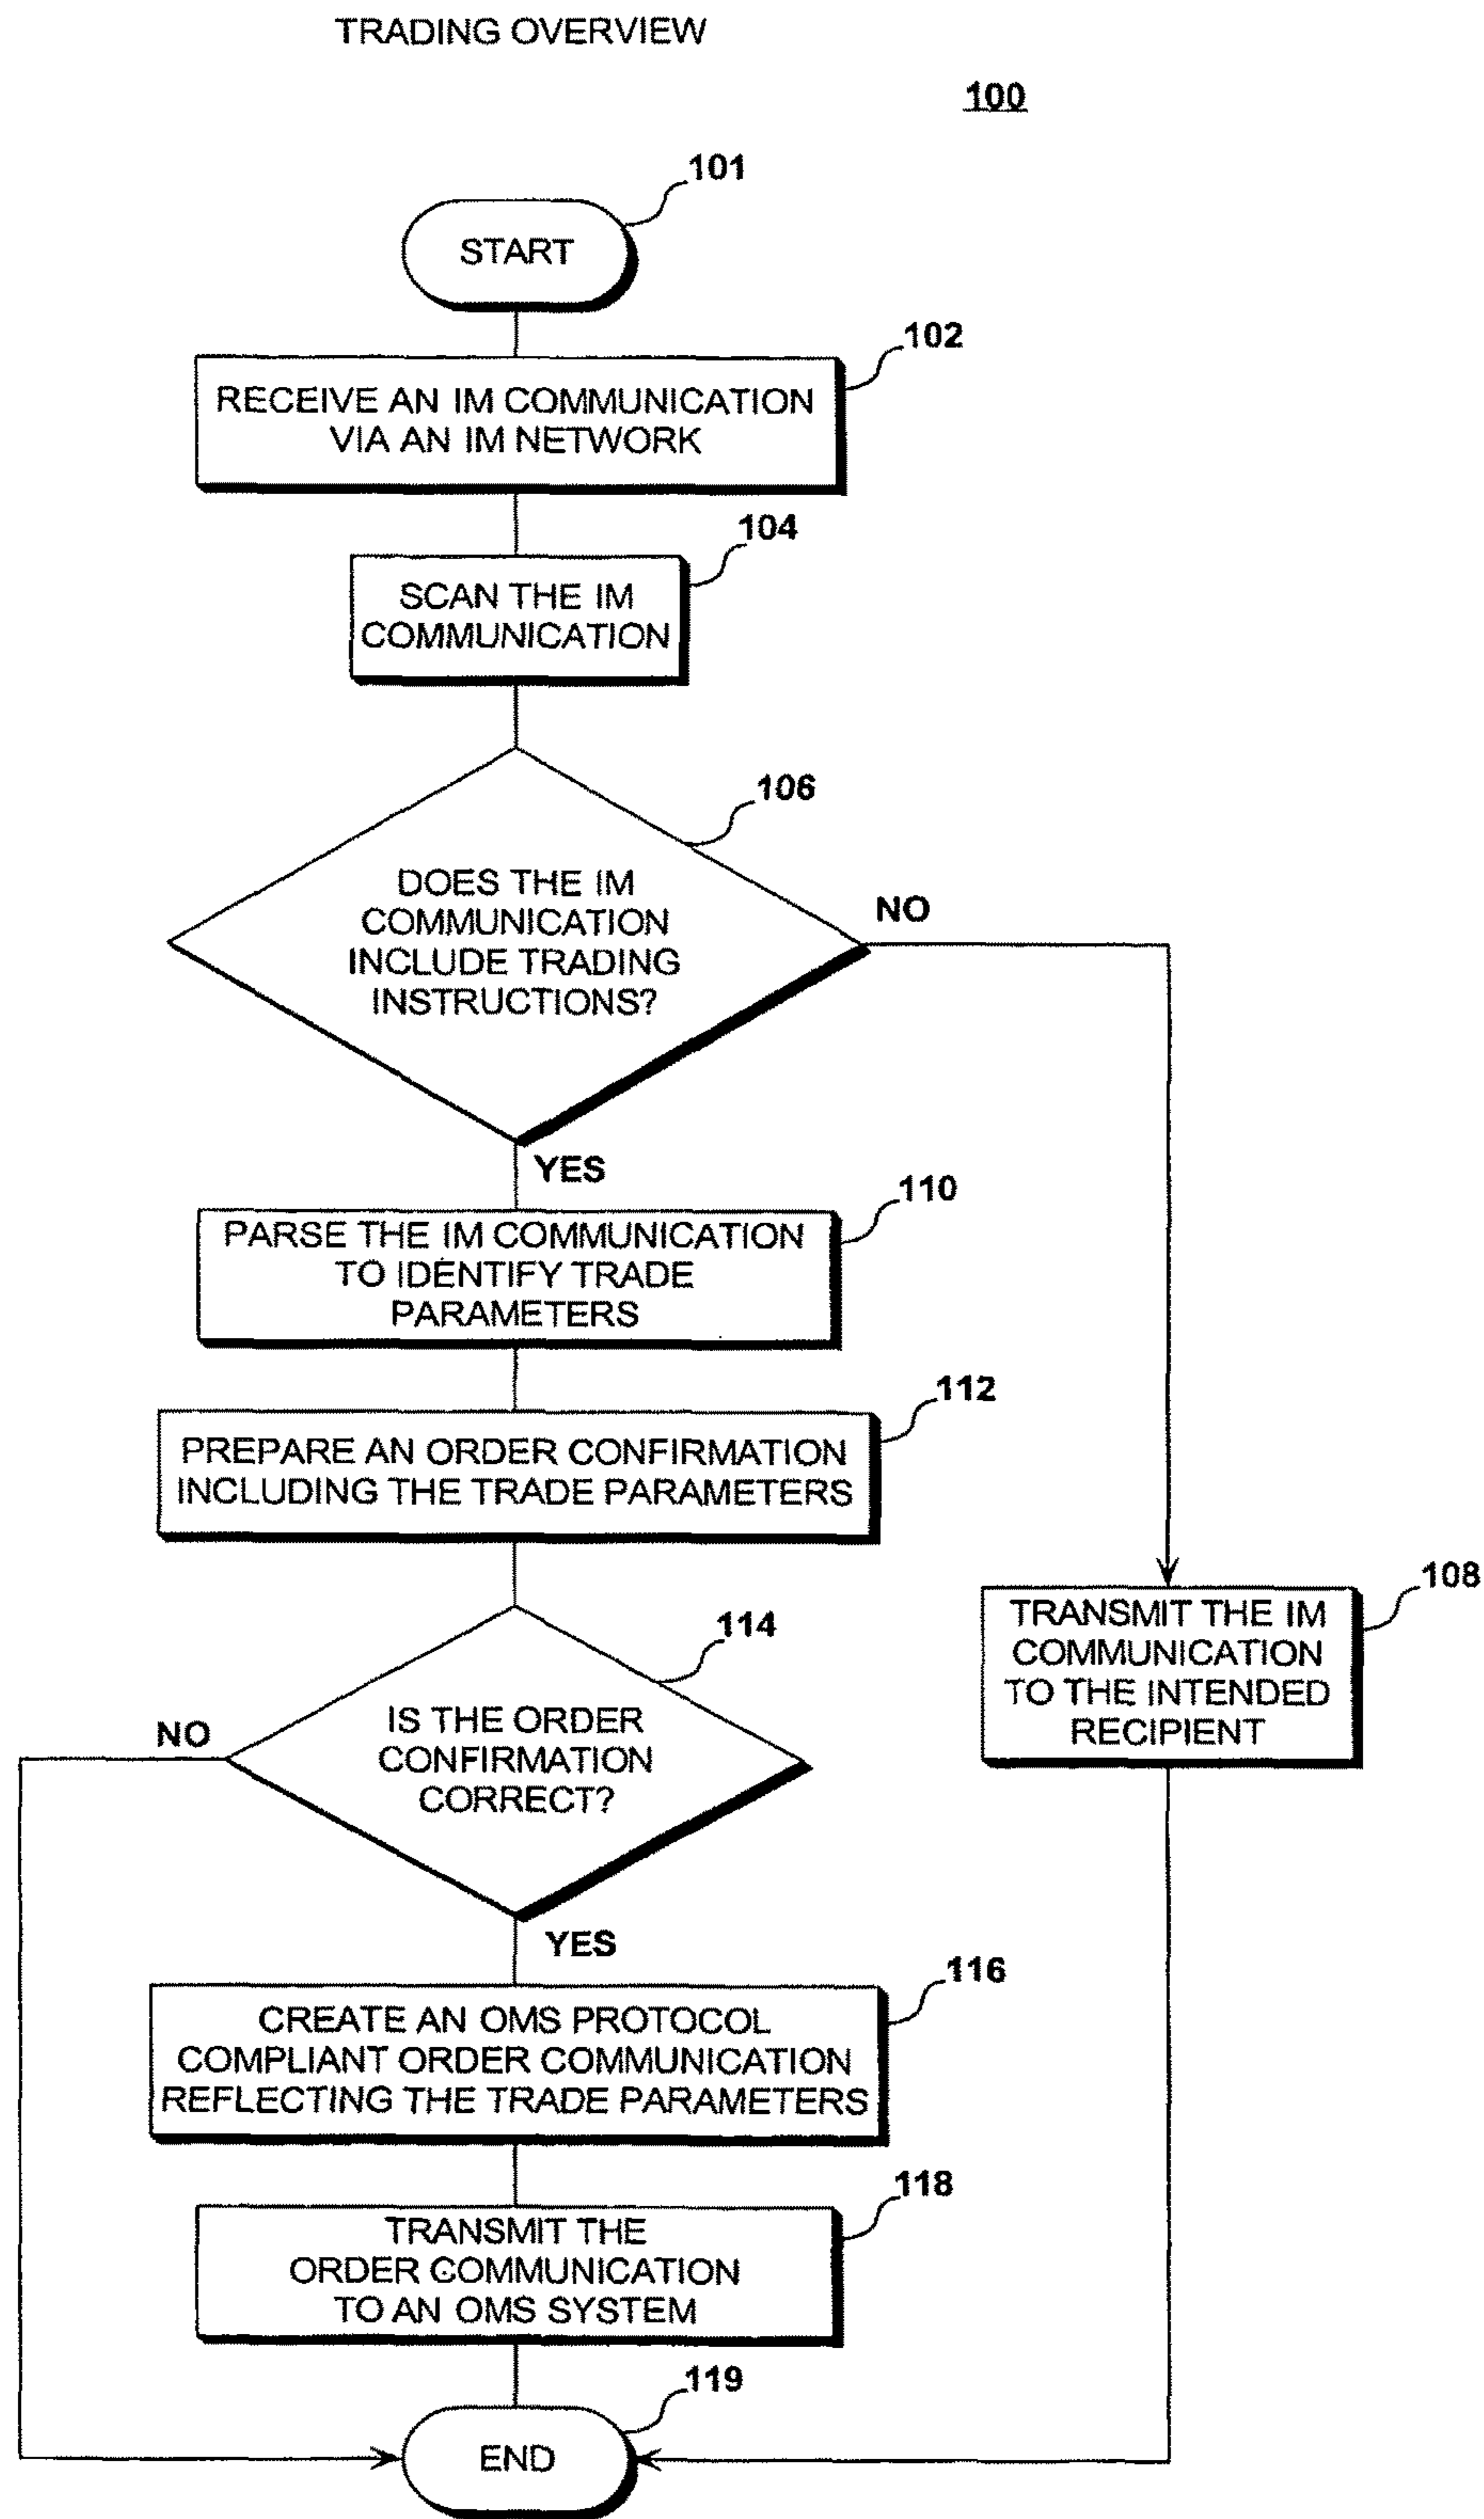 TRADING OVERVIEW
100
101
START
102
RECEIVE AN IM COMMUNICATION
VIA AN IM NETWORK
104
SCAN THE IM
COMMUNICATION
106
DOES THE IM
COMMUNICATION
INCLUDE TRADING
INSTRUCTIONS?
NO
YES
110
PARSE THE IM COMMUNICATION
TO IDENTIFY TRADE
PARAMETERS
112
PREPARE AN ORDER CONFIRMATION
INCLUDING THE TRADE PARAMETERS
108
TRANSMIT THE IM
COMMUNICATION
TO THE INTENDED
RECIPIENT
114
IS THE ORDER
CONFIRMATION
CORRECT?
NO
YES
116
CREATE AN OMS PROTOCOL
COMPLIANT ORDER COMMUNICATION
REFLECTING THE TRADE PARAMETERS
118
TRANSMIT THE
ORDER COMMUNICATION
TO AN OMS SYSTEM
119
END